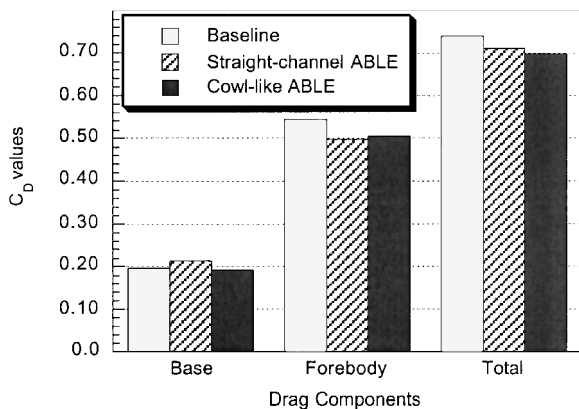 Baseline
Straight-channel ABLE
Cowl-like ABLE
C_D values
0.70
0.60
0.50
0.40
0.30
0.20
0.10
0.0
Base Forebody Total
Drag Components